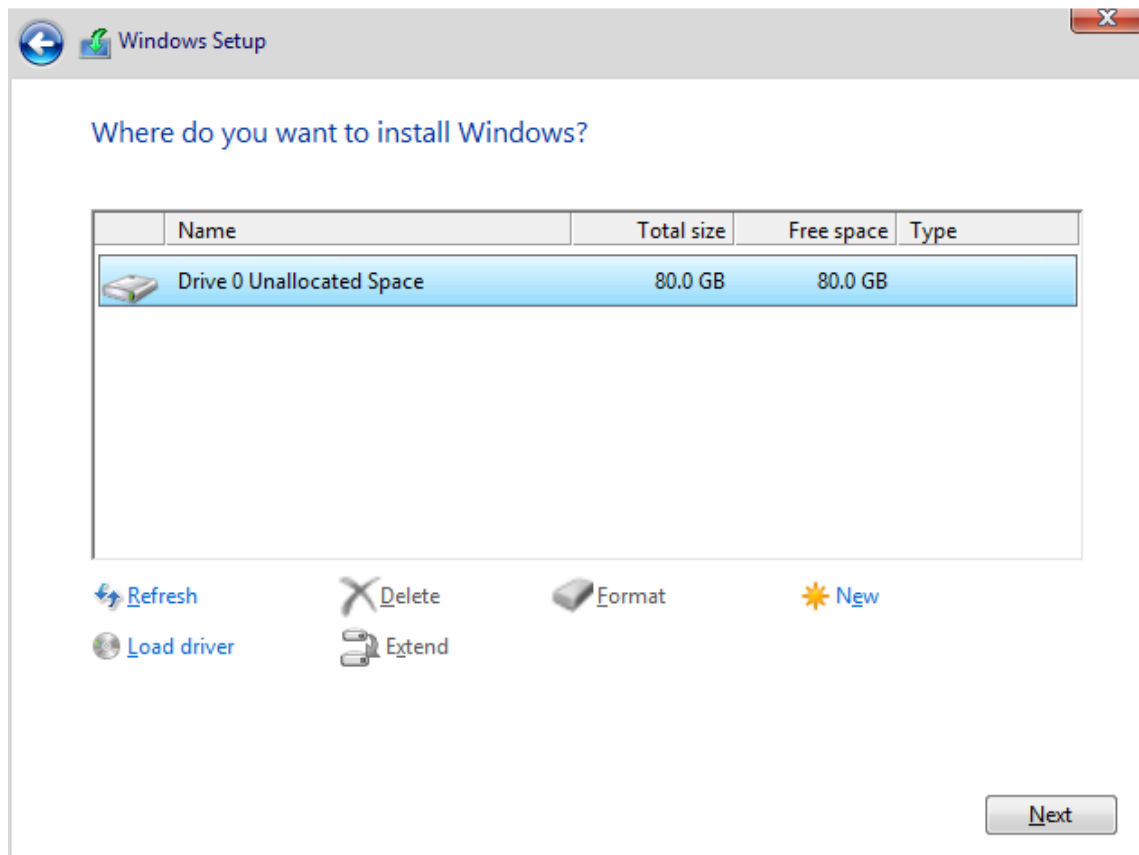 Windows Setup
X
Where do you want to install Windows?
Name Total size Free space Type
Drive 0 Unallocated Space 80.0 GB 80.0 GB
Refresh Delete Format New
Load driver Extend
Next